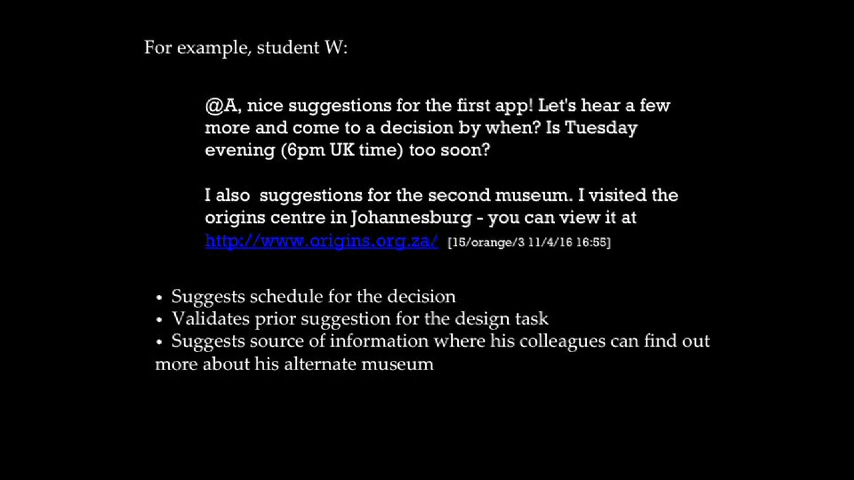 For example, student W:
@A, nice suggestions for the first app! Let's hear a few
more and come to a decision by when? Is Tuesday
evening (6pm UK time) too soon?
I also  suggestions for the second museum. I visited the
origins centre in Johannesburg - you can view it at
http://www.origins.org.za/ [15/orange/3 11/4/16 16:55]
• Suggests schedule for the decision
• Validates prior suggestion for the design task
• Suggests source of information where his colleagues can find out
more about his alternate museum